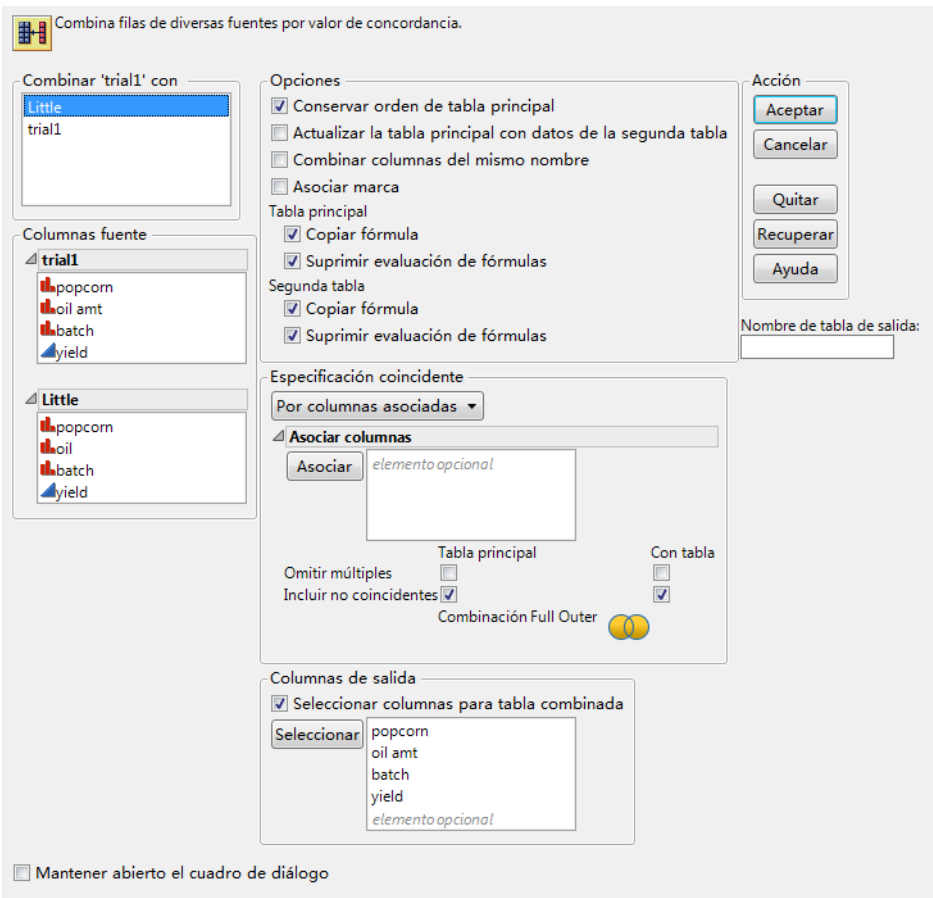 Combina filas de diversas fuentes por valor de concordancia.
Combinar 'trial1' con
Little
trial1
Columnas fuente
trial1
popcorn
oil amt
batch
yield
Little
popcorn
oil
batch
yield
Opciones
Conservar orden de tabla principal
Actualizar la tabla principal con datos de la segunda tabla
Combinar columnas del mismo nombre
Asociar marca
Tabla principal
Copiar fórmula
Suprimir evaluación de fórmulas
Segunda tabla
Copiar fórmula
Suprimir evaluación de fórmulas
Especificación coincidente
Por columnas asociadas
Asociar columnas
Asociar
elemento opcional
Tabla principal Con tabla
Omitir múltiples
Incluir no coincidentes
Combinación Full Outer
Columnas de salida
Seleccionar columnas para tabla combinada
Seleccionar
popcorn
oil amt
batch
yield
elemento opcional
Acción
Aceptar
Cancelar
Quitar
Recuperar
Ayuda
Nombre de tabla de salida:
Mantener abierto el cuadro de diálogo